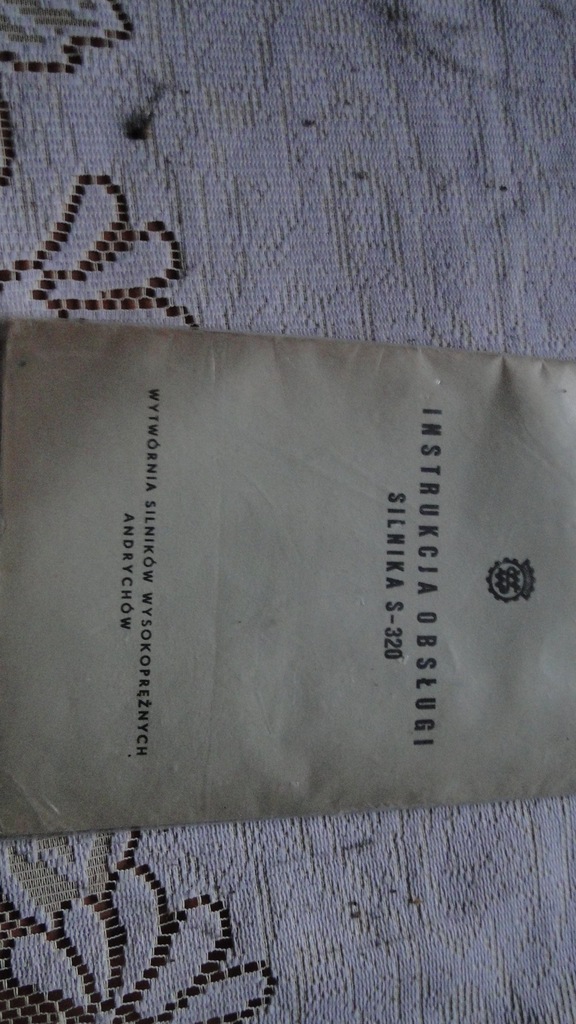 INSTRUKCJA OBSŁUGI
SILNIKA S-320
WYTWÓRNIA SILNIKÓW WYSOKOPRĘŻNYCH
ANDRYCHÓW